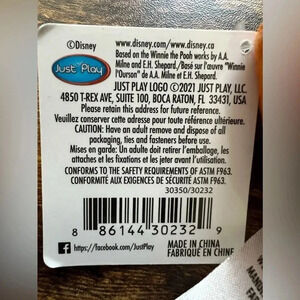 ©Disney
www.disney.com/www.disney.ca
Based on the Winnie the Pooh works by A.A.
Milne and E.H. Shepard./Basé sur l'œuvre "Winnie
l'Ourson" de A.A. Milne et E.H. Shepard.
Just Play
JUST PLAY LOGO ©2021 JUST PLAY, LLC.
4850 T-REX AVE, SUITE 100, BOCA RATON, FL 33431, USA
Please retain this address for future reference.
Veuillez conserver cette adresse pour toute référence ultérieure.
CAUTION: Have an adult remove and dispose of all
packaging, ties and fasteners before use.
Mises en garde: Un adulte doit retirer l'emballage, les
attaches et les fixations et les jeter avant l'utilisation.
CONFORMS TO THE SAFETY REQUIREMENTS OF ASTM F963.
CONFORMITÉ AUX EXIGENCES DE SÉCURITÉ ASTM F963.
30350/30232
8 86144 30232 9
https://facebook.com/JustPlay
MADE IN CHINA
FABRIQUÉ EN CHINE